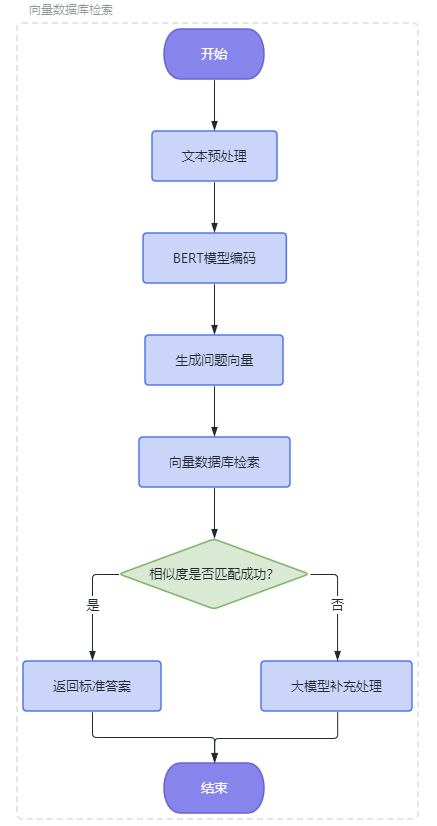 向量数据库检索
开始
文本预处理
BERT模型编码
生成问题向量
向量数据库检索
相似度是否匹配成功?
是
否
返回标准答案
大模型补充处理
结束